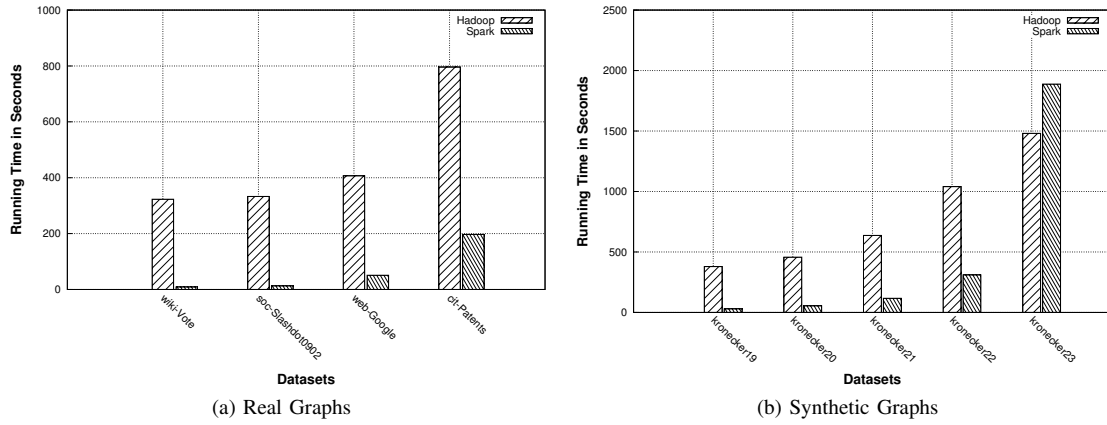 1000
800
600
400
200
0
Running Time in Seconds
Hadoop
Spark
wiki-Vote
soc-Slashdot0902
web-Google
cit-Patents
Datasets
(a) Real Graphs
2500
2000
1500
1000
500
0
Running Time in Seconds
Hadoop
Spark
kronecker19
kronecker20
kronecker21
kronecker22
kronecker23
Datasets
(b) Synthetic Graphs